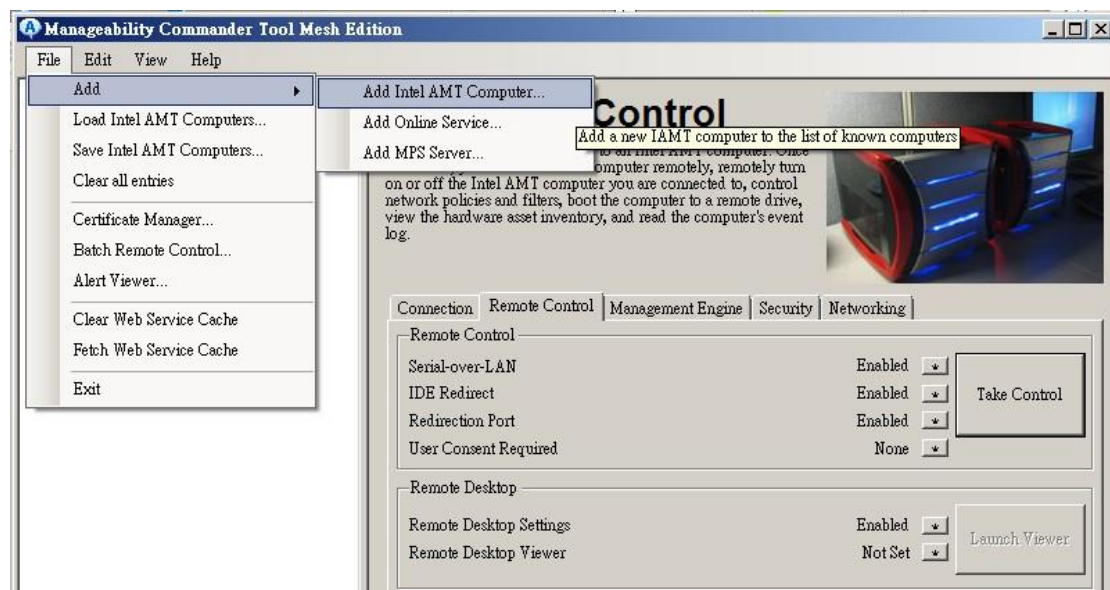 Manageability Commander Tool Mesh Edition
File Edit View Help
Add
Load Intel AMT Computers...
Save Intel AMT Computers...
Clear all entries
Certificate Manager...
Batch Remote Control...
Alert Viewer...
Clear Web Service Cache
Fetch Web Service Cache
Exit
Add Intel AMT Computer...
Add Online Service...
Add MPS Server...
Add a new IAMT computer to the list of known computers
Control
to an Intel AMT computer. Once
computer remotely, remotely turn
on or off the Intel AMT computer you are connected to, control
network policies and filters, boot the computer to a remote drive,
view the hardware asset inventory, and read the computer's event
log.
Connection Remote Control Management Engine Security Networking
Remote Control
Serial-over-LAN Enabled
IDE Redirect Enabled
Redirection Port Enabled
User Consent Required None
Take Control
Remote Desktop
Remote Desktop Settings Enabled
Remote Desktop Viewer Not Set
Launch Viewer